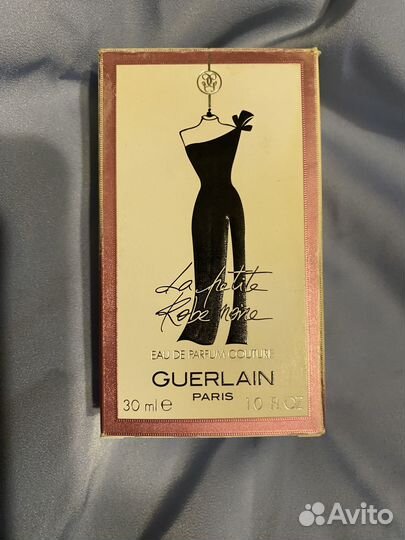 La petite
Robe noire
EAU DE PARFUM COUTURE
GUERLAIN
PARIS
30 ml e 1.0 fl OZ
Avito